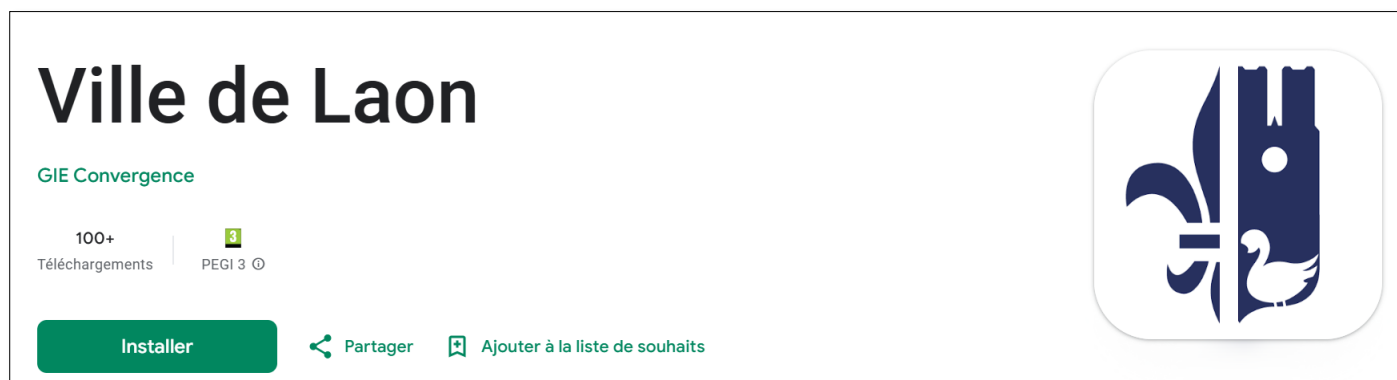 Ville de Laon
GIE Convergence
100+
Téléchargements
3
PEGI 3
Installer
Partager
Ajouter à la liste de souhaits